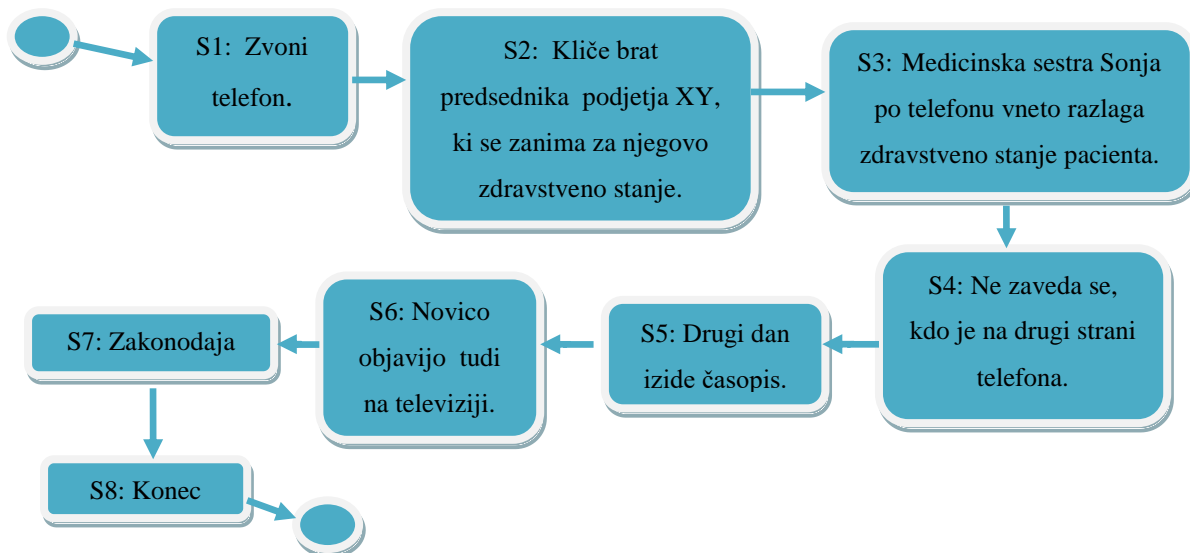 S1: Zvoni
telefon.
S2: Kliče brat
predsednika podjetja XY,
ki se zanima za njegovo
zdravstveno stanje.
S3: Medicinska sestra Sonja
po telefonu vneto razlaga
zdravstveno stanje pacienta.
S4: Ne zaveda se,
kdo je na drugi strani
telefona.
S5: Drugi dan
izide časopis.
S6: Novico
objavijo tudi
na televiziji.
S7: Zakonodaja
S8: Konec